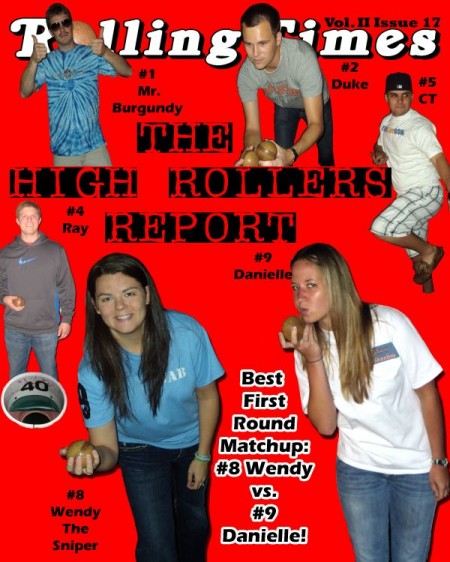 Rolling Times
Vol. II Issue 17
#1
Mr.
Burgundy
#2
Duke
#5
CT
THE
HIGH ROLLERS
REPORT
#4
Ray
#9
Danielle
40
Best
First
Round
Matchup:
#8 Wendy
vs.
#9
Danielle!
#8
Wendy
The
Sniper